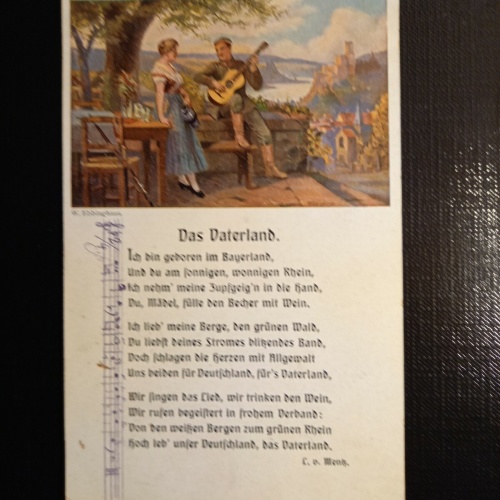 W. Ebbinghaus.
Das Vaterland.
Ich bin geboren im Bayerland,
Und du am sonnigen, wonnigen Rhein,
Ich nehm' meine Zupfgeig'n in die Hand,
Du, Mädel, fülle den Becher mit Wein.
Ich lieb' meine Berge, den grünen Wald,
Du liebst deines Stromes blitzendes Band,
Doch schlagen die Herzen mit Allgewalt
Uns beiden für Deutschland, für's Vaterland,
Wir singen das Lied, wir trinken den Wein,
Wir rufen begeistert in frohem Verband:
Von den weißen Bergen zum grünen Rhein
Hoch leb' unser Deutschland, das Vaterland.
C. v. Mentz.